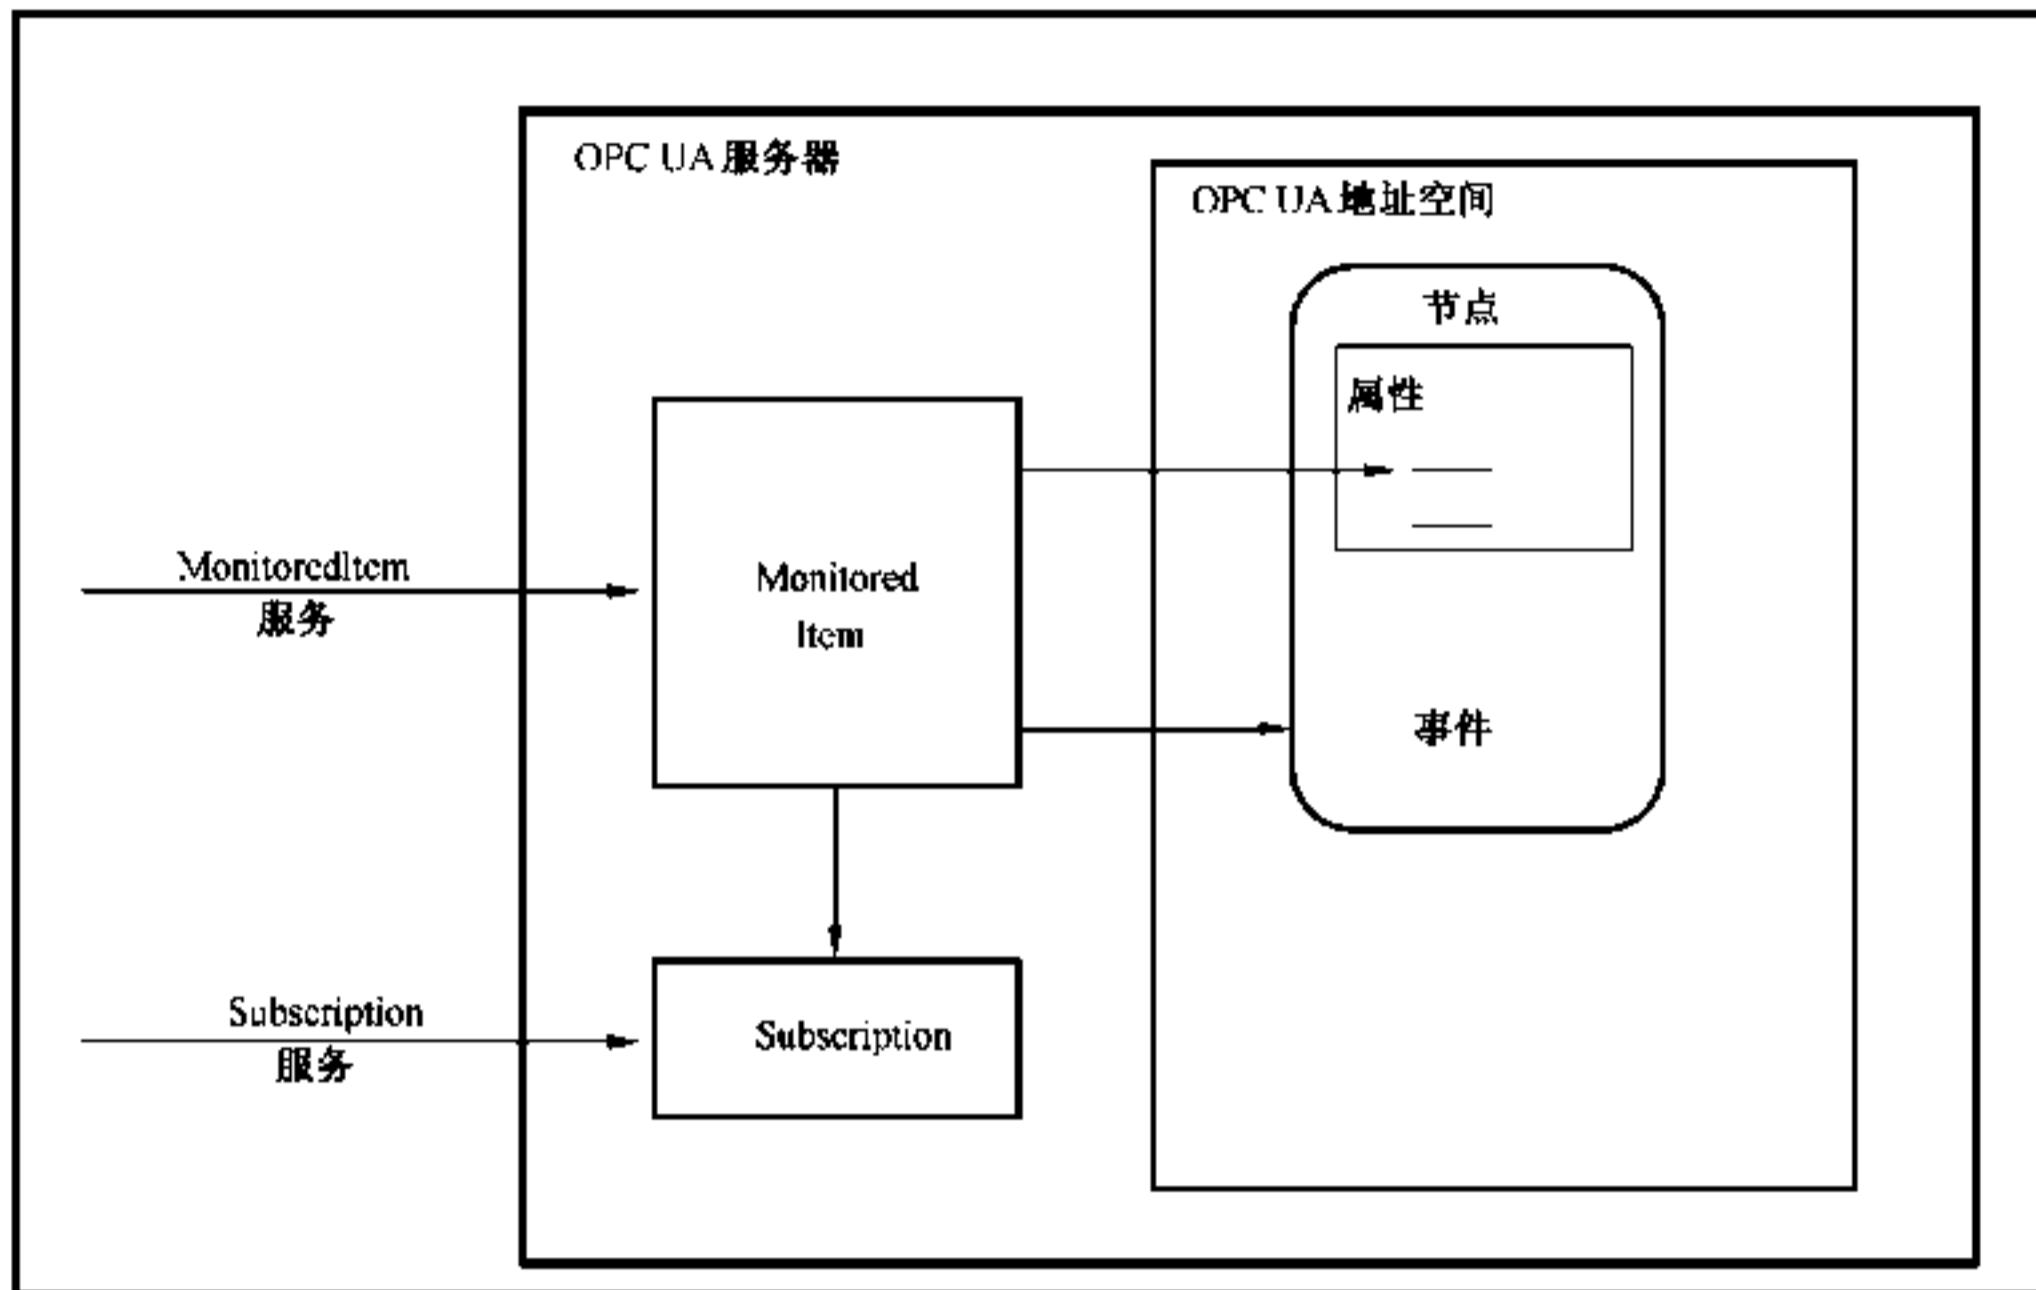 OPC UA 服务器
OPC UA 地址空间
节点
属性
MonitoredItem
服务
Monitored
Item
事件
Subscription
服务
Subscription